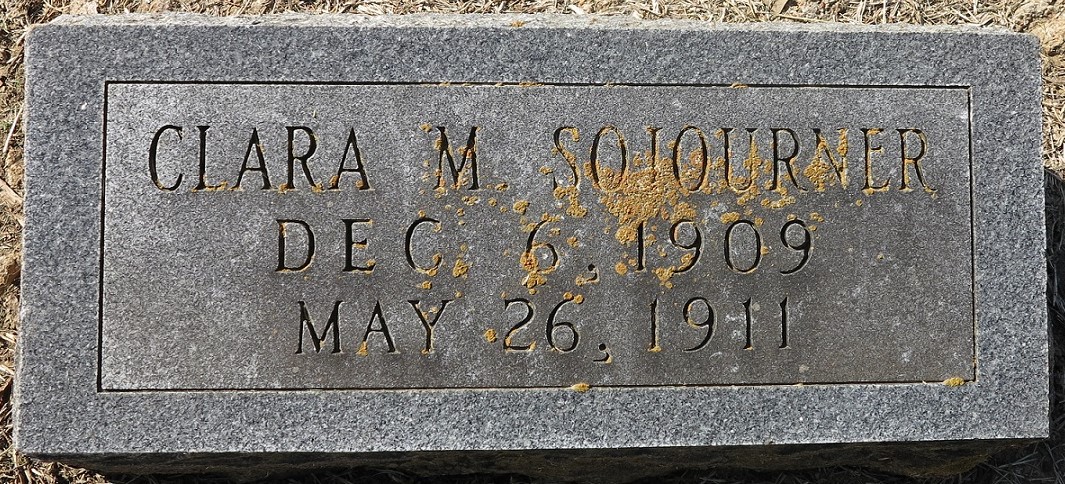 CLARA M. SOJOURNER
DEC. 6, 1909
MAY 26, 1911